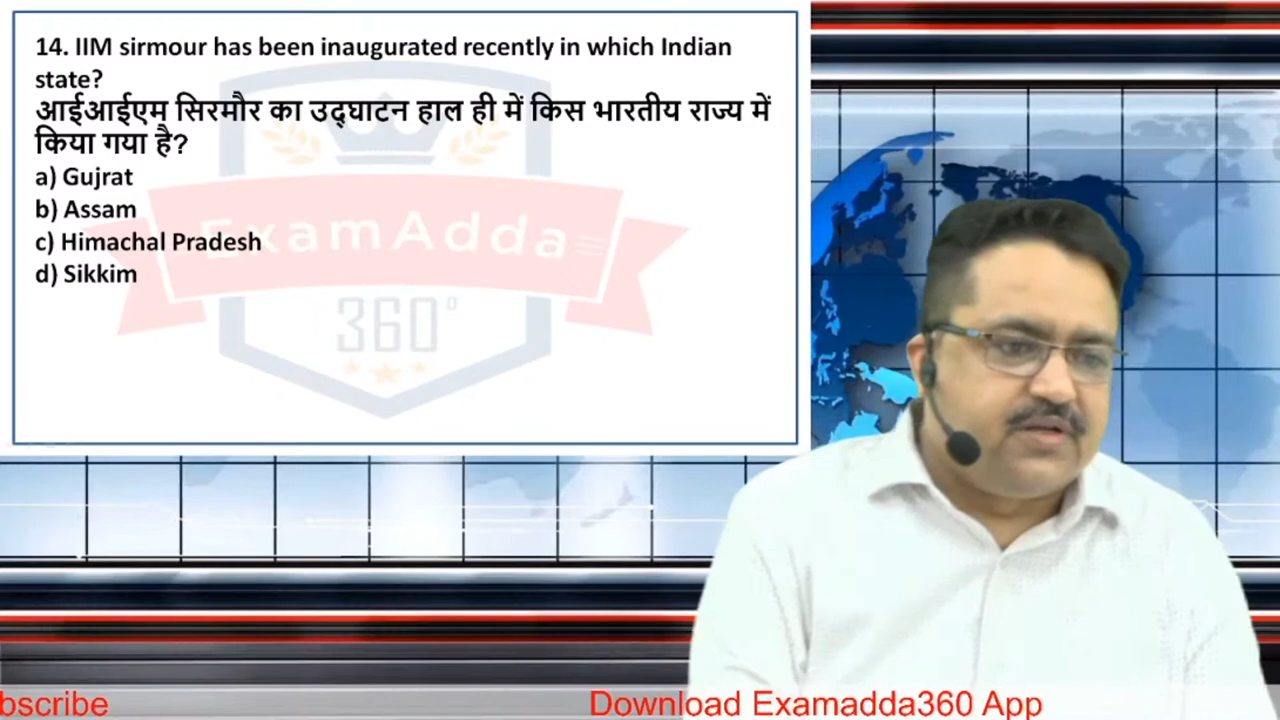 14. IIM sirmour has been inaugurated recently in which Indian
state?
आईआईएम सिरमौर का उद्घाटन हाल ही में किस भारतीय राज्य में
किया गया है?
a) Gujrat
b) Assam
c) Himachal Pradesh
d) Sikkim
ExamAdda
360°
bscribe
Download Examadda360 App